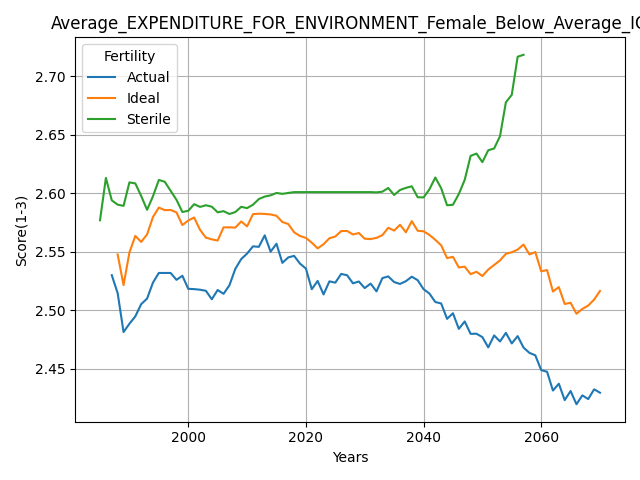 Average_EXPENDITURE_FOR_ENVIRONMENT_Female_Below_Average_IQ
Fertility
Actual
Ideal
Sterile
Score(1-3)
2.70
2.65
2.60
2.55
2.50
2.45
2000
2020
2040
2060
Years